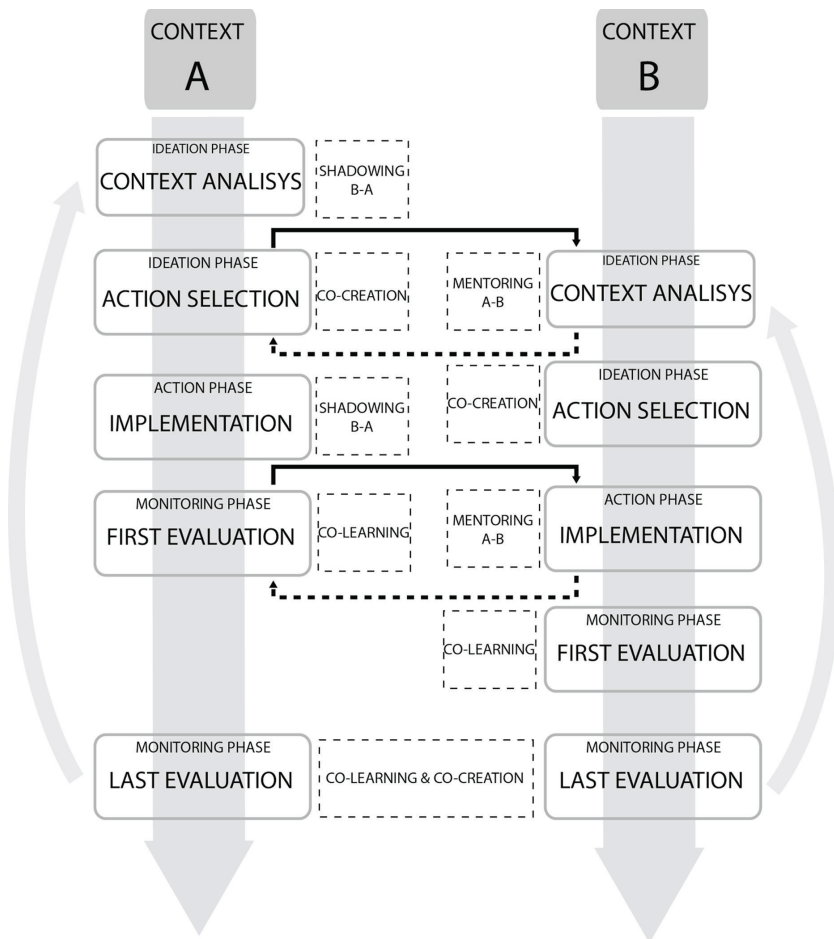 CONTEXT
A
CONTEXT
B
IDEATION PHASE
CONTEXT ANALISYS
SHADOWING
B-A
IDEATION PHASE
ACTION SELECTION
CO-CREATION
MENTORING
A-B
IDEATION PHASE
CONTEXT ANALISYS
ACTION PHASE
IMPLEMENTATION
SHADOWING
B-A
CO-CREATION
IDEATION PHASE
ACTION SELECTION
MONITORING PHASE
FIRST EVALUATION
CO-LEARNING
MENTORING
A-B
ACTION PHASE
IMPLEMENTATION
CO-LEARNING
MONITORING PHASE
FIRST EVALUATION
MONITORING PHASE
LAST EVALUATION
CO-LEARNING & CO-CREATION
MONITORING PHASE
LAST EVALUATION